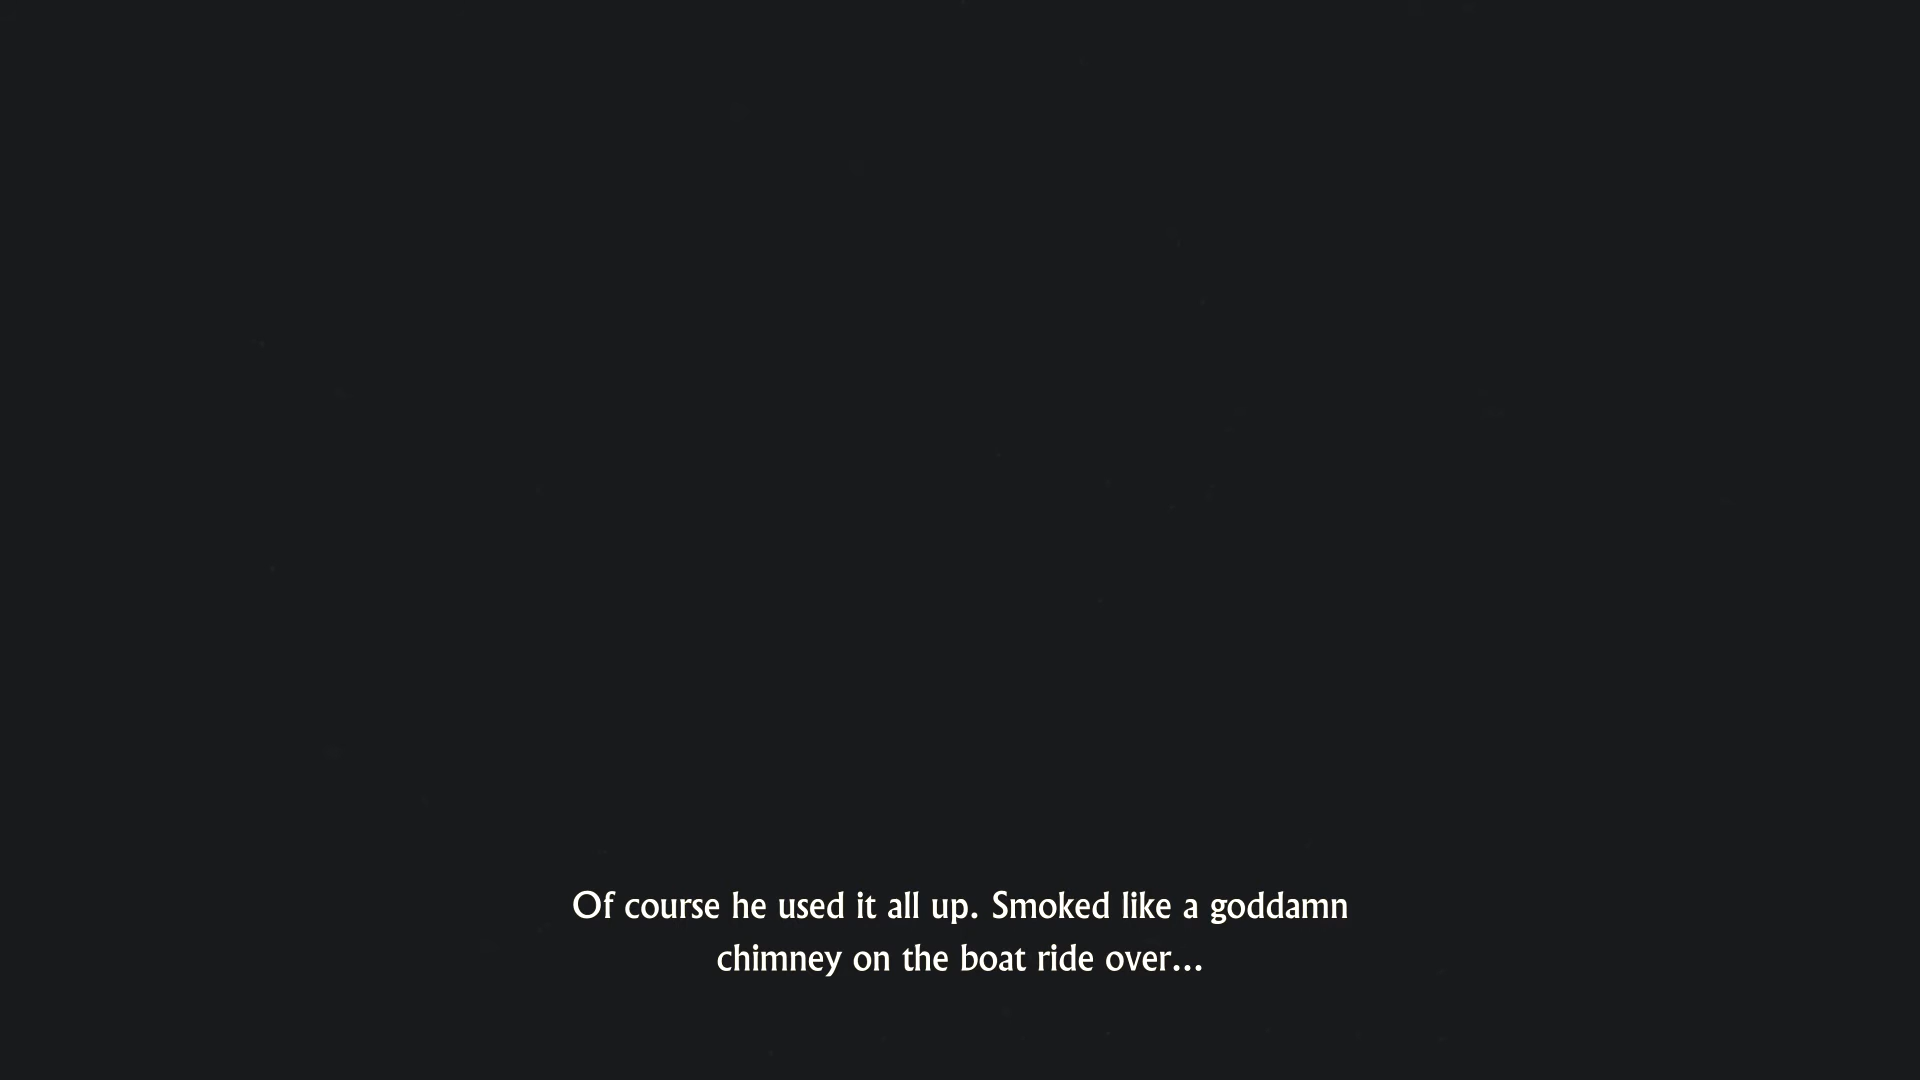 Of course he used it all up. Smoked like a goddamn
chimney on the boat ride over...